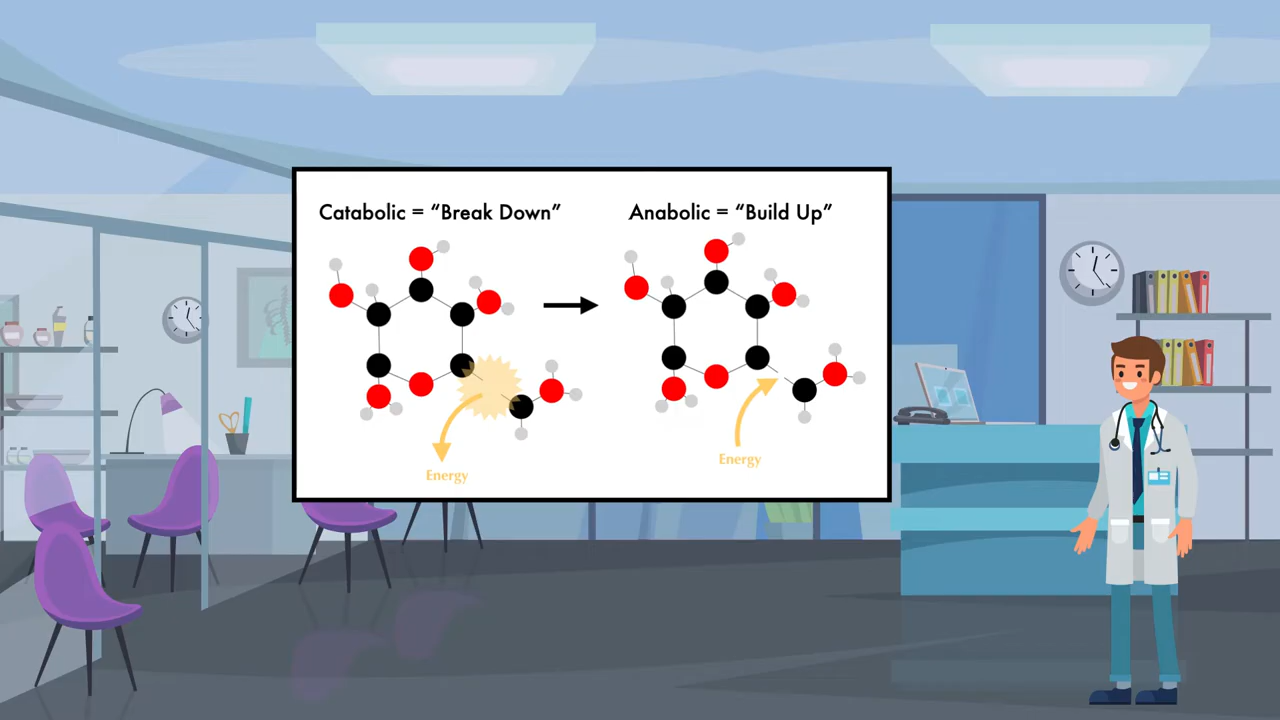 Catabolic = “Break Down”
Anabolic = “Build Up”
Energy
Energy